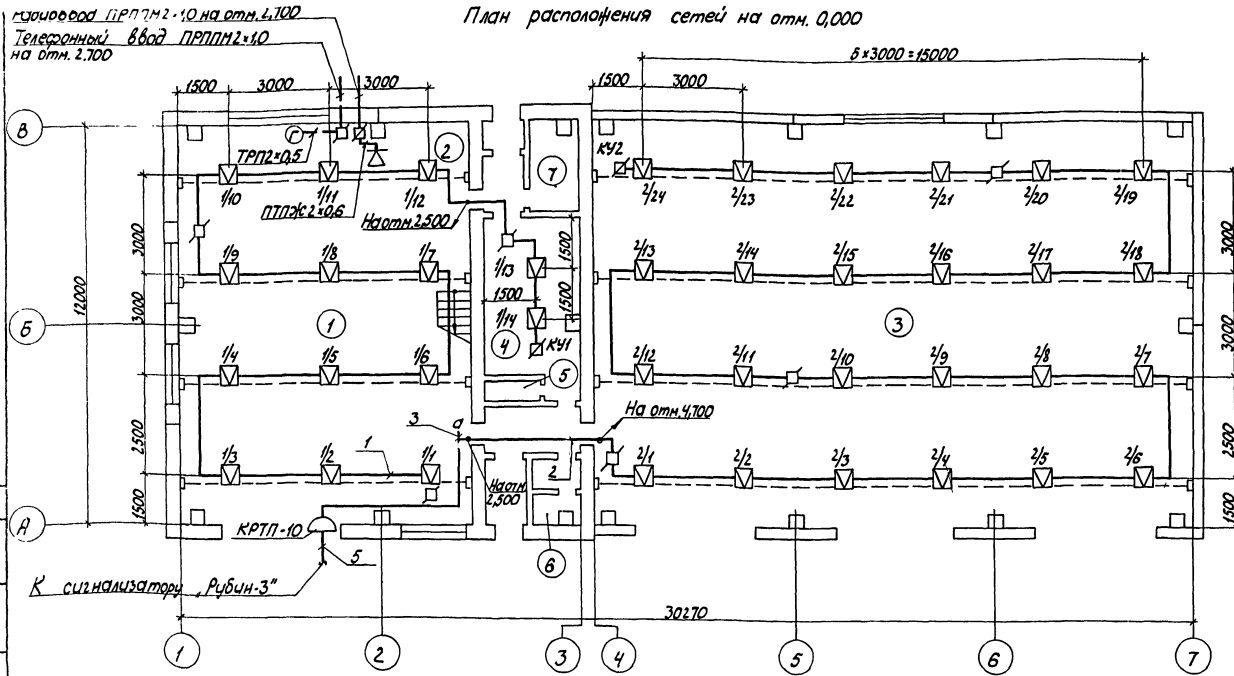 План расположения сетей на отм. 0,000
Радиоввод ПРППМ2·1,0 на отм. 2,700
Телефонный ввод ПРППМ2×1,0
на отм. 2.700
1500 3000 3000 1500 3000
5×3000=15000
В
Г
ТРП2×0,5
2
7
КУ2
1/10 1/11 1/12
2/24 2/23 2/22 2/21 2/20 2/19
ПТПЖ2×0,6
На отм. 2,500
3000
1/9 1/8 1/7
1/13
1500
2/13 2/14 2/15 2/16 2/17 2/18
3000
12000
3000
1500
1500
Б
1
1/14
4
КУ1
3
3000
1/4 1/5 1/6
5
2/12 2/11 2/10 2/9 2/8 2/7
На отм. 4,700
3 а
2500
1/3 1/2 1 1/1
На отм.
2,500
2
2/1 2/2 2/3 2/4 2/5 2/6
2500
1500
1500
А
КРТП-10
5
6
К сигнализатору „Рубин-3"
30270
1 2 3 4 5 6 7